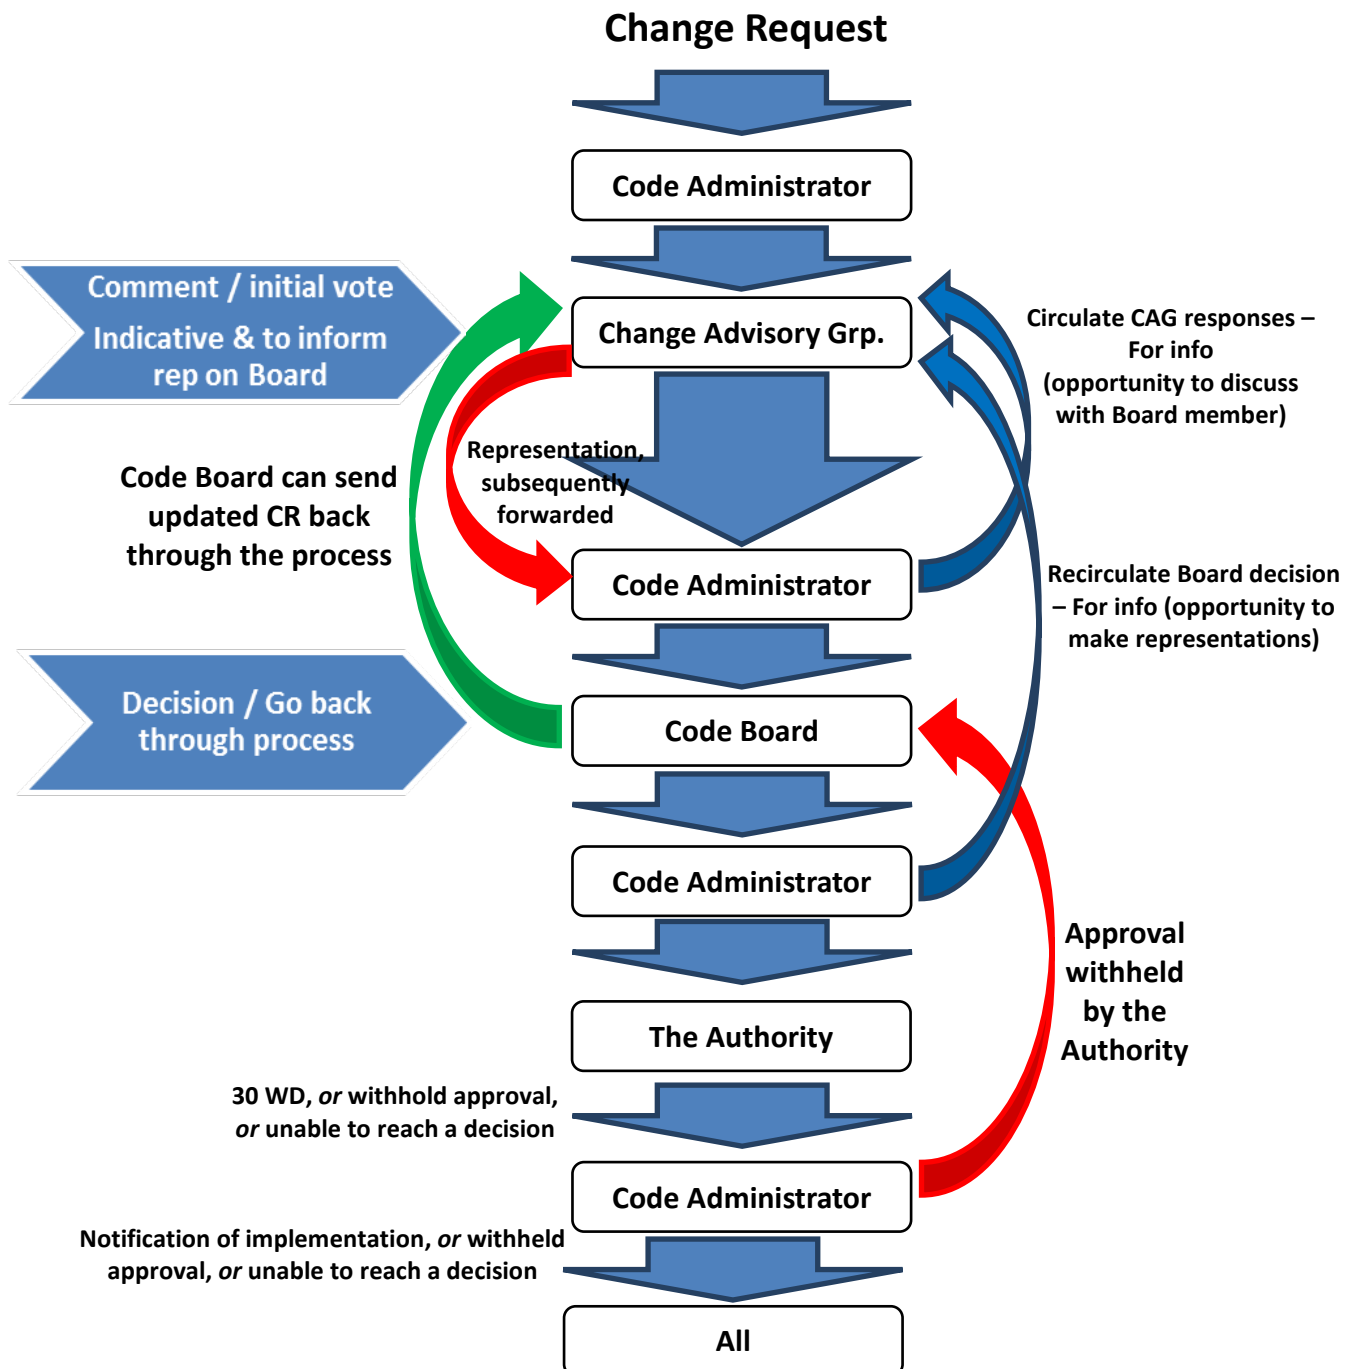 Change Request
Code Administrator
Comment / initial vote
Indicative & to inform
rep on Board
Change Advisory Grp.
Circulate CAG responses –
For info
(opportunity to discuss
with Board member)
Representation,
subsequently
forwarded
Code Board can send
updated CR back
through the process
Code Administrator
Recirculate Board decision
– For info (opportunity to
make representations)
Decision / Go back
through process
Code Board
Code Administrator
Approval
withheld
by the
Authority
The Authority
30 WD, or withhold approval,
or unable to reach a decision
Code Administrator
Notification of implementation, or withheld
approval, or unable to reach a decision
All